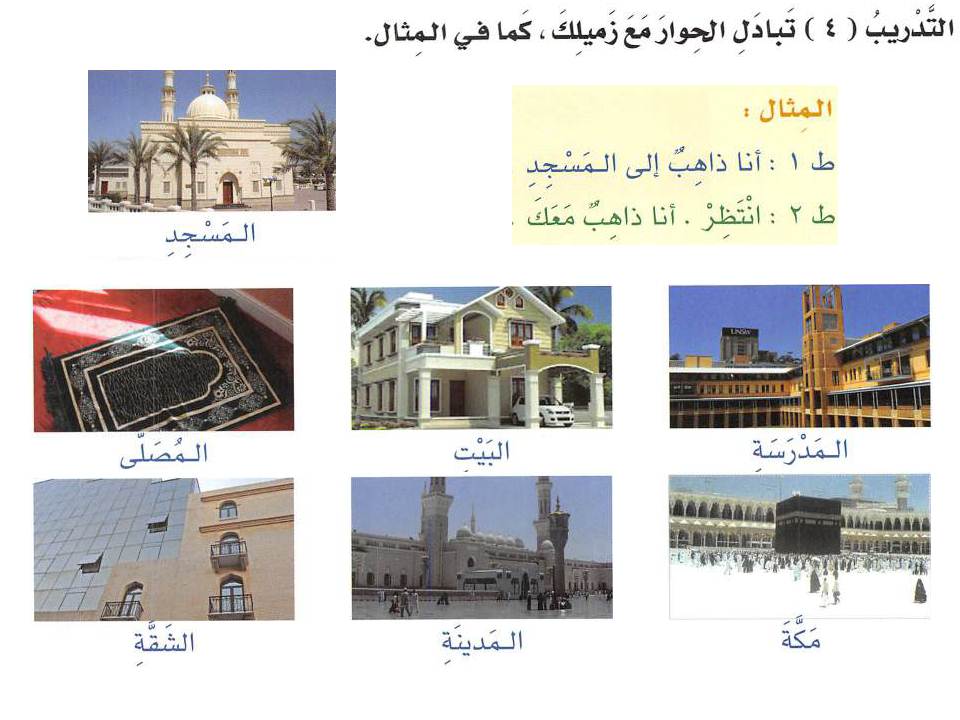 التَّدْريبُ ( ٤ ) تَبادَلِ الحِوارَ مَعَ زَميلِكَ ، كَما في المِثال.
المِثال :
ط ١ : أنا ذاهِبٌ إلى المَسْجِدِ
ط ٢ : انْتَظِرْ . أنا ذاهِبٌ مَعَكَ .
المَسْجِدِ
UNSW
المَدْرَسَةِ
البَيْتِ
المُصَلَّى
مَكَّةَ
المَدينَةِ
الشَقَّةِ